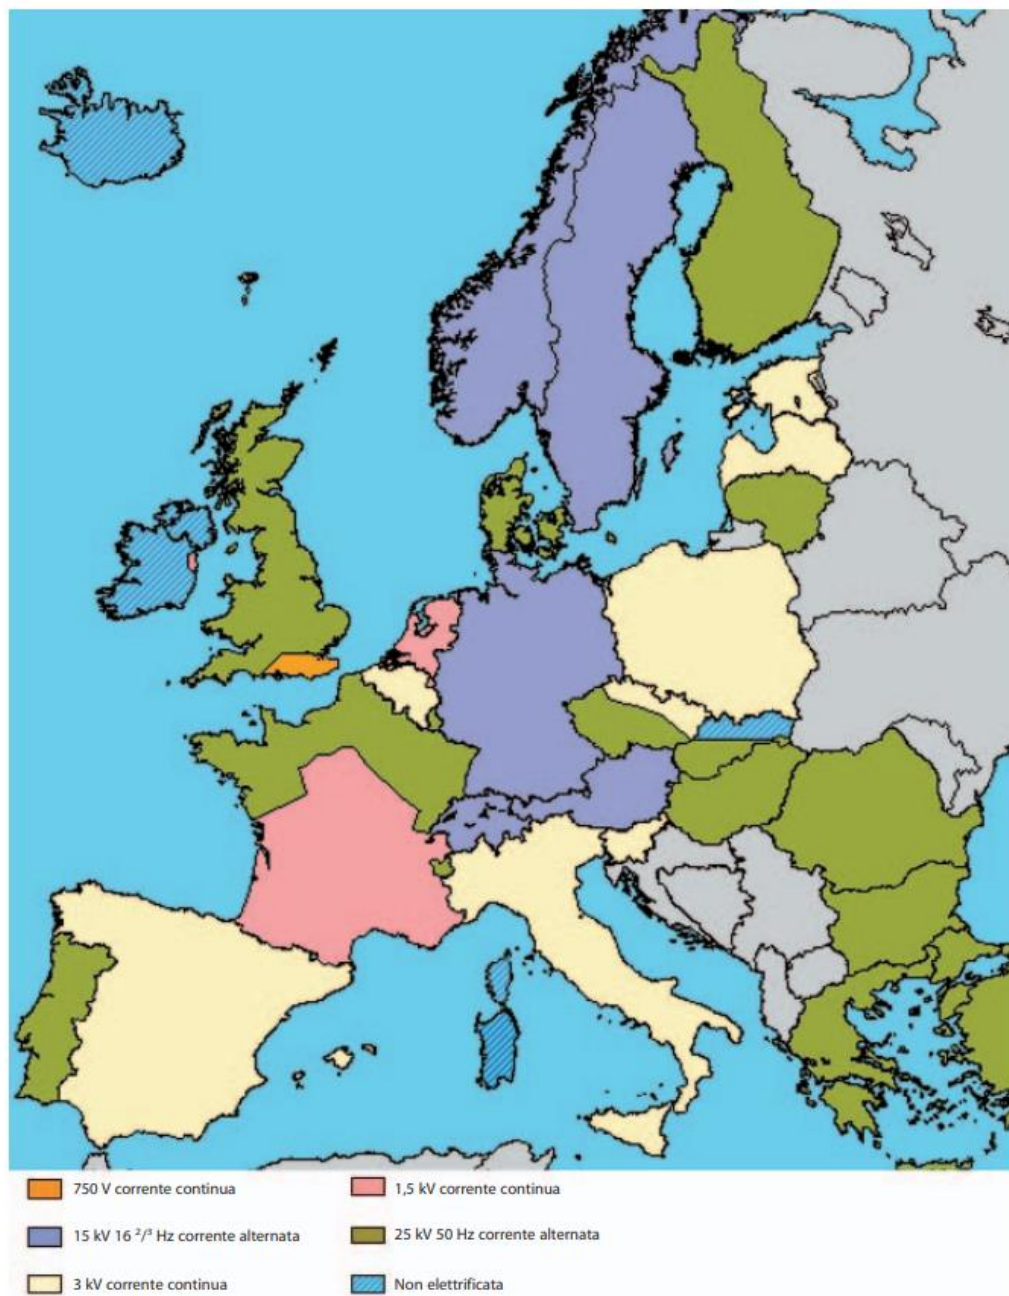 750 V corrente continua
1,5 kV corrente continua
15 kV 16 ²/³ Hz corrente alternata
25 kV 50 Hz corrente alternata
3 kV corrente continua
Non elettrificata